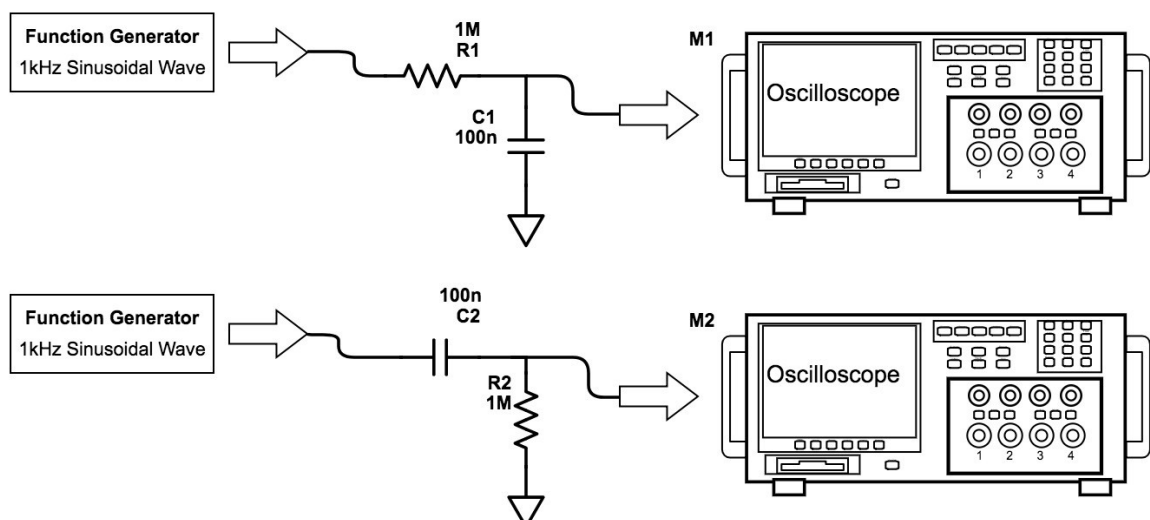 Function Generator
1kHz Sinusoidal Wave
1M
R1
C1
100n
M1
Oscilloscope
1 2 3 4
Function Generator
1kHz Sinusoidal Wave
100n
C2
R2
1M
M2
Oscilloscope
1 2 3 4